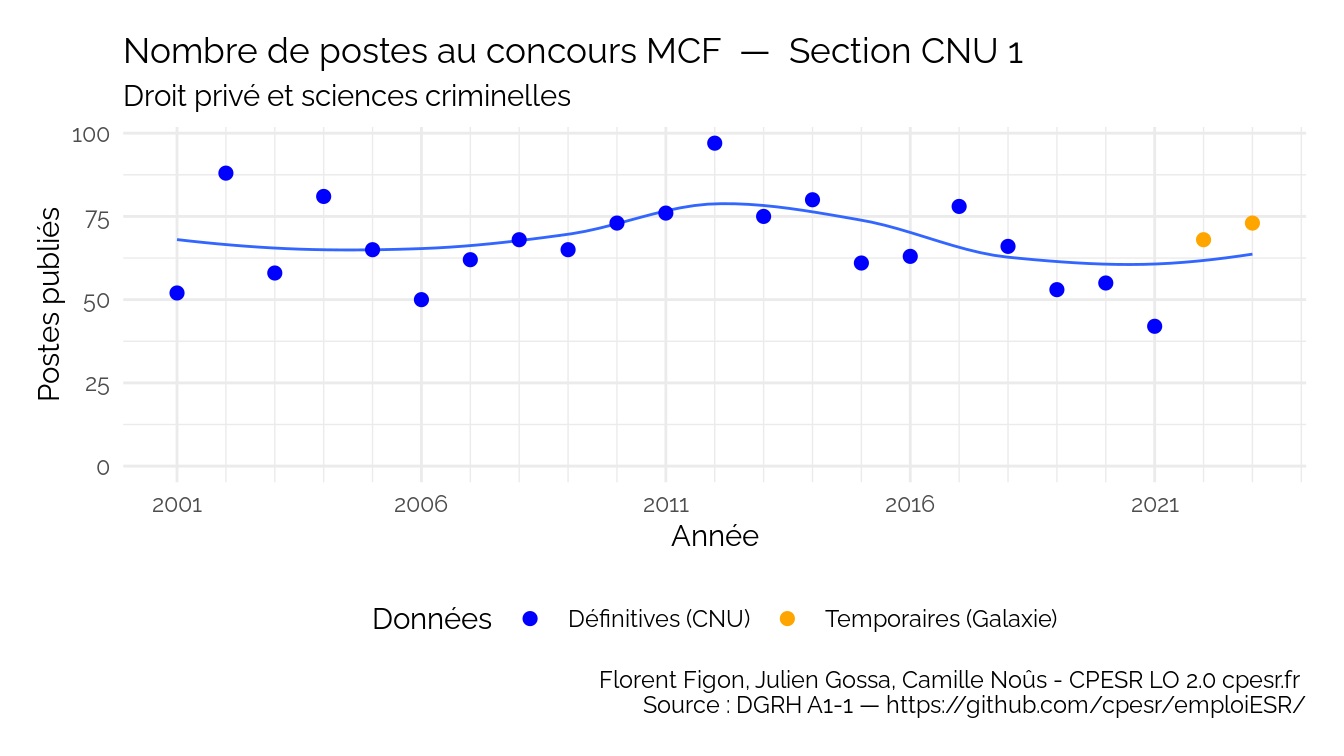 Nombre de postes au concours MCF — Section CNU 1
Droit privé et sciences criminelles
Postes publiés
100
75
50
25
0
2001 2006 2011 2016 2021
Année
Données Définitives (CNU) Temporaires (Galaxie)
Florent Figon, Julien Gossa, Camille Noûs - CPESR LO 2.0 cpesr.fr
Source : DGRH A1-1 — https://github.com/cpesr/emploiESR/